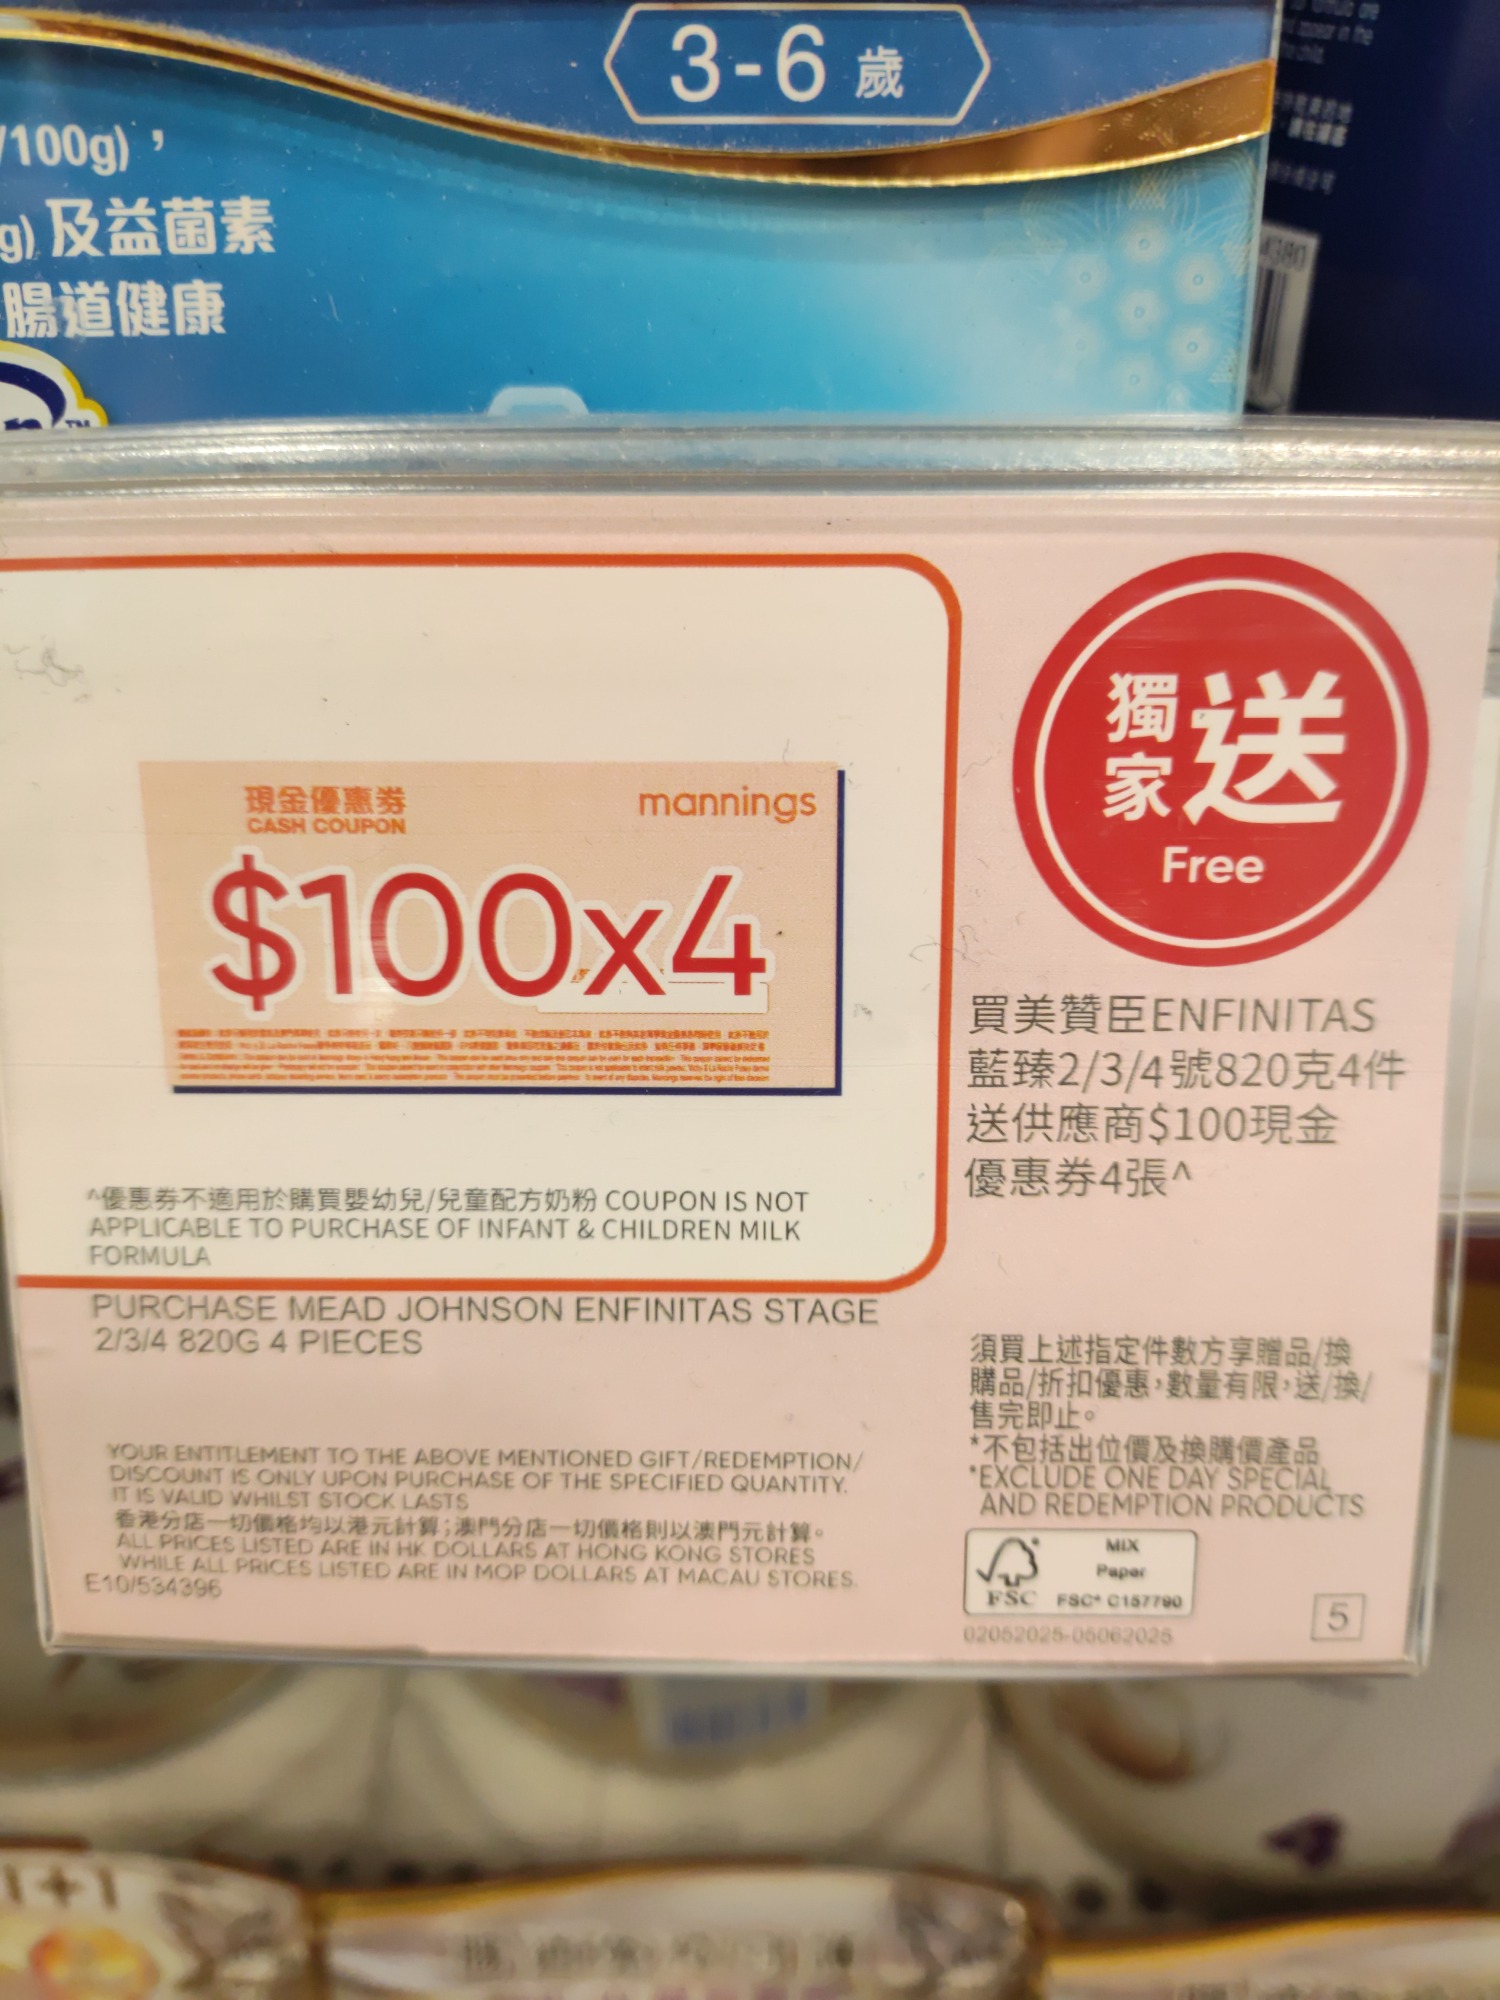 3-6 歲
/100g)，
g) 及益菌素
腸道健康
TM
獨家送
Free
現金優惠券
CASH COUPON
mannings
$100x4
^優惠券不適用於購買嬰幼兒/兒童配方奶粉 COUPON IS NOT
APPLICABLE TO PURCHASE OF INFANT & CHILDREN MILK
FORMULA
買美贊臣ENFINITAS
藍臻2/3/4號820克4件
送供應商$100現金
優惠券4張^
PURCHASE MEAD JOHNSON ENFINITAS STAGE
2/3/4 820G 4 PIECES
須買上述指定件數方享贈品/換
購品/折扣優惠，數量有限，送/換/
售完即止。
*不包括出位價及換購價產品
*EXCLUDE ONE DAY SPECIAL
AND REDEMPTION PRODUCTS
YOUR ENTITLEMENT TO THE ABOVE MENTIONED GIFT/REDEMPTION/
DISCOUNT IS ONLY UPON PURCHASE OF THE SPECIFIED QUANTITY.
IT IS VALID WHILST STOCK LASTS
香港分店一切價格均以港元計算；澳門分店一切價格則以澳門元計算。
ALL PRICES LISTED ARE IN HK DOLLARS AT HONG KONG STORES
WHILE ALL PRICES LISTED ARE IN MOP DOLLARS AT MACAU STORES.
E10/534396
FSC
MIX
Paper
FSC® C157790
02052025-05062025
5
1+1
4